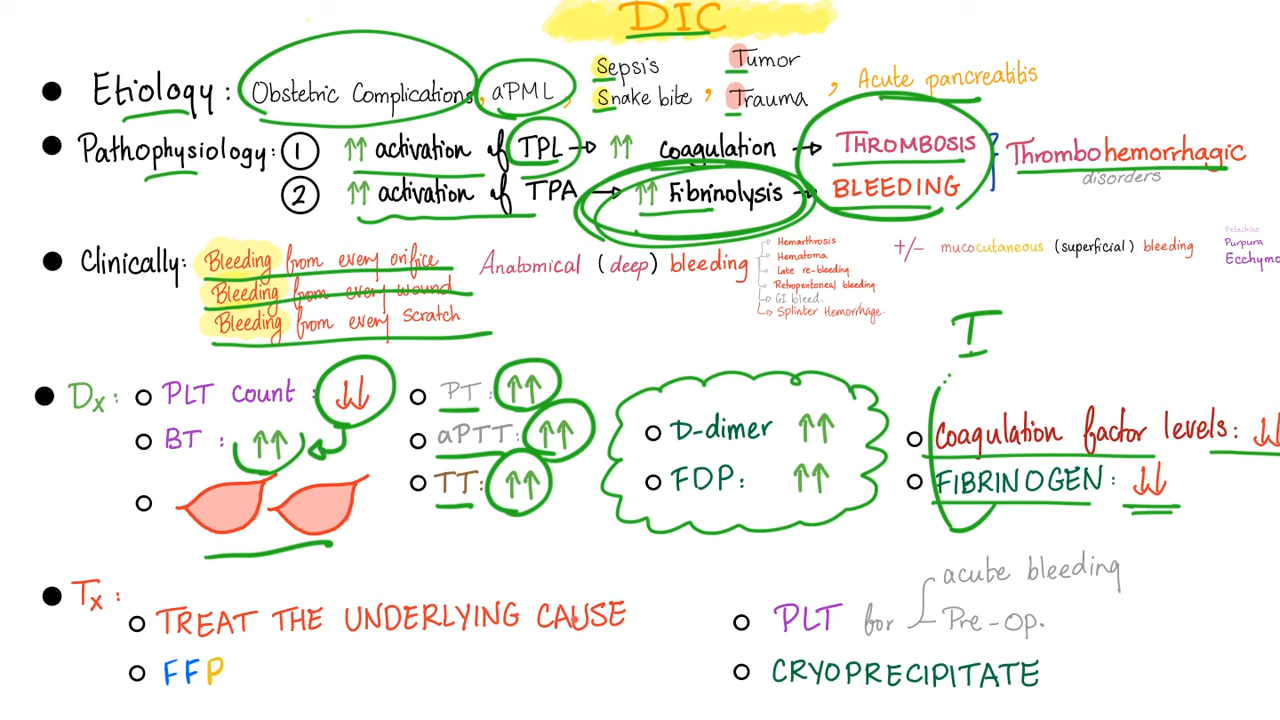 DIC
Etiology: Obstetric Complications, aPML, Sepsis, Tumor, Acute pancreatitis
Snake bite, Trauma
Pathophysiology: 1 ↑↑ activation of TPL → ↑↑ coagulation → THROMBOSIS } Thrombohemorrhagic
disorders
2 ↑↑ activation of TPA → ↑↑ Fibrinolysis → BLEEDING
Clinically: Bleeding from every orifice
Bleeding from every wound
Bleeding from every scratch
Anatomical (deep) bleeding
Hemarthrosis
Hematoma
Late re-bleeding
Retropentoneal bleeding
GI bleed.
Splinter Hemorrhage.
+/- mucocutaneous (superficial) bleeding
Petechiae
Purpura
Ecchymo
I
Dx: PLT count: ↓↓
BT: ↑↑
PT: ↑↑
aPTT: ↑↑
TT: ↑↑
D-dimer ↑↑
FDP: ↑↑
Coagulation factor levels: ↓↓
FIBRINOGEN: ↓↓
Tx:
TREAT THE UNDERLYING CAUSE
FFP
PLT for acute bleeding
Pre-op.
CRYOPRECIPITATE